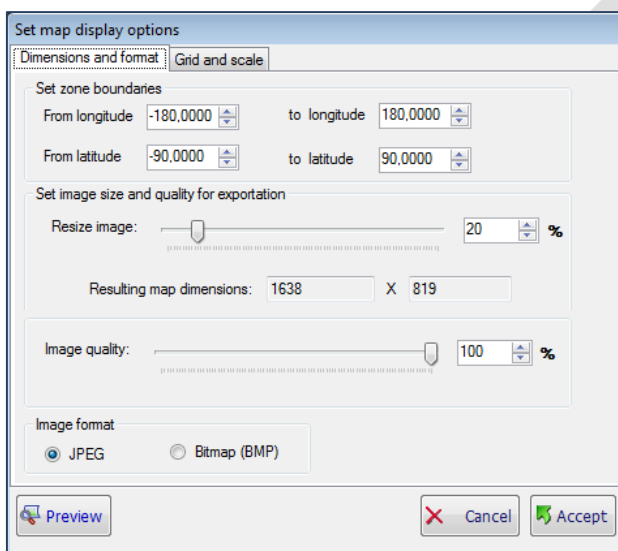 Set map display options
Dimensions and format Grid and scale
Set zone boundaries
From longitude -180,0000 to longitude 180,0000
From latitude -90,0000 to latitude 90,0000
Set image size and quality for exportation
Resize image: 20 %
Resulting map dimensions: 1638 X 819
Image quality: 100 %
Image format
JPEG Bitmap (BMP)
Preview Cancel Accept